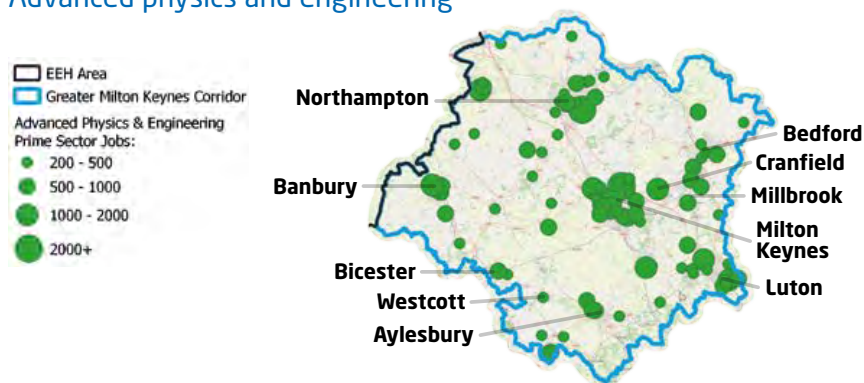 Advanced physics and engineering
EEH Area
Greater Milton Keynes Corridor
Advanced Physics & Engineering
Prime Sector Jobs:
200 - 500
500 - 1000
1000 - 2000
2000+
Northampton
Banbury
Bicester
Westcott
Aylesbury
Bedford
Cranfield
Millbrook
Milton
Keynes
Luton